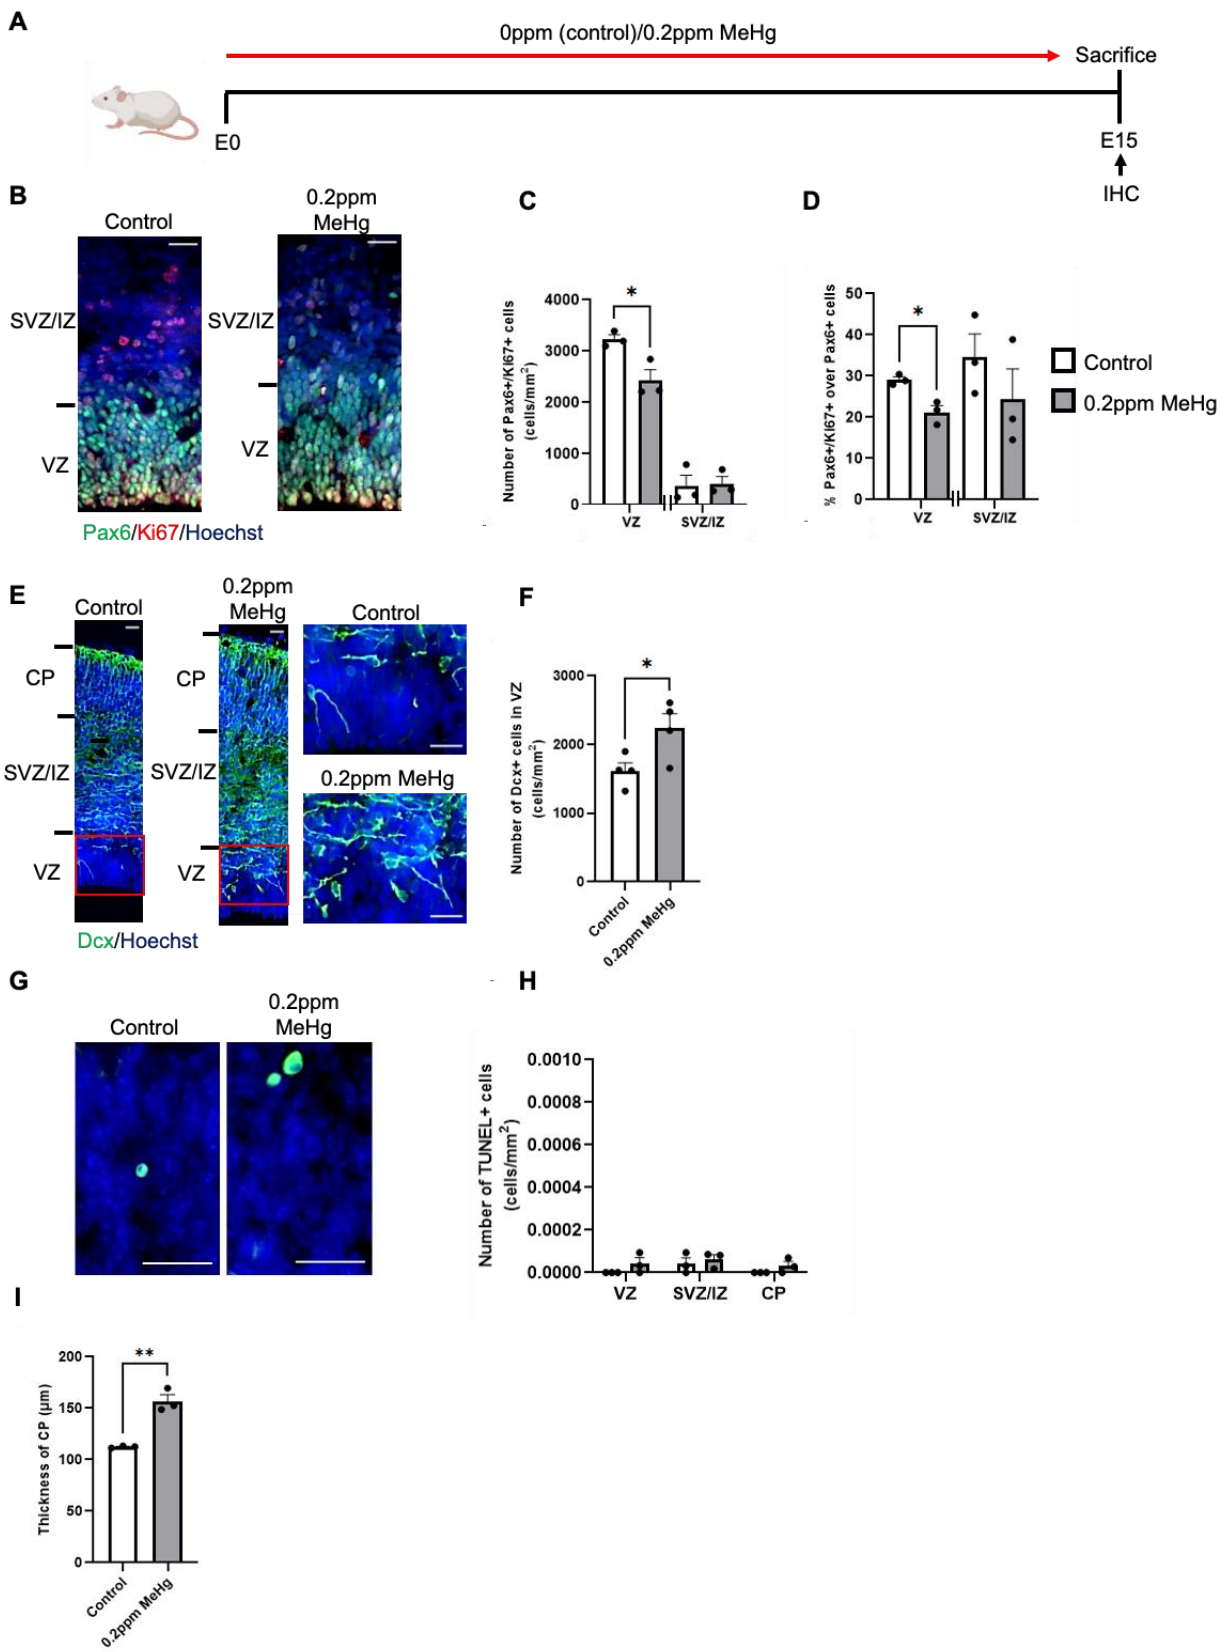 A
0ppm (control)/0.2ppm MeHg
Sacrifice
E0
E15
IHC
B
Control
0.2ppm
MeHg
SVZ/IZ
VZ
SVZ/IZ
VZ
Pax6/Ki67/Hoechst
C
Number of Pax6+/Ki67+ cells
(cells/mm²)
4000
3000
2000
1000
0
*
VZ
SVZ/IZ
D
% Pax6+/Ki67+ over Pax6+ cells
50
40
30
20
10
0
*
VZ
SVZ/IZ
Control
0.2ppm MeHg
E
Control
0.2ppm
MeHg
CP
SVZ/IZ
VZ
CP
SVZ/IZ
VZ
Control
0.2ppm MeHg
Dcx/Hoechst
F
Number of Dcx+ cells in VZ
(cells/mm²)
3000
2000
1000
0
*
Control
0.2ppm MeHg
G
Control
0.2ppm
MeHg
H
Number of TUNEL+ cells
(cells/mm²)
0.0010
0.0008
0.0006
0.0004
0.0002
0.0000
VZ
SVZ/IZ
CP
I
Thickness of CP (μm)
200
150
100
50
0
**
Control
0.2ppm MeHg